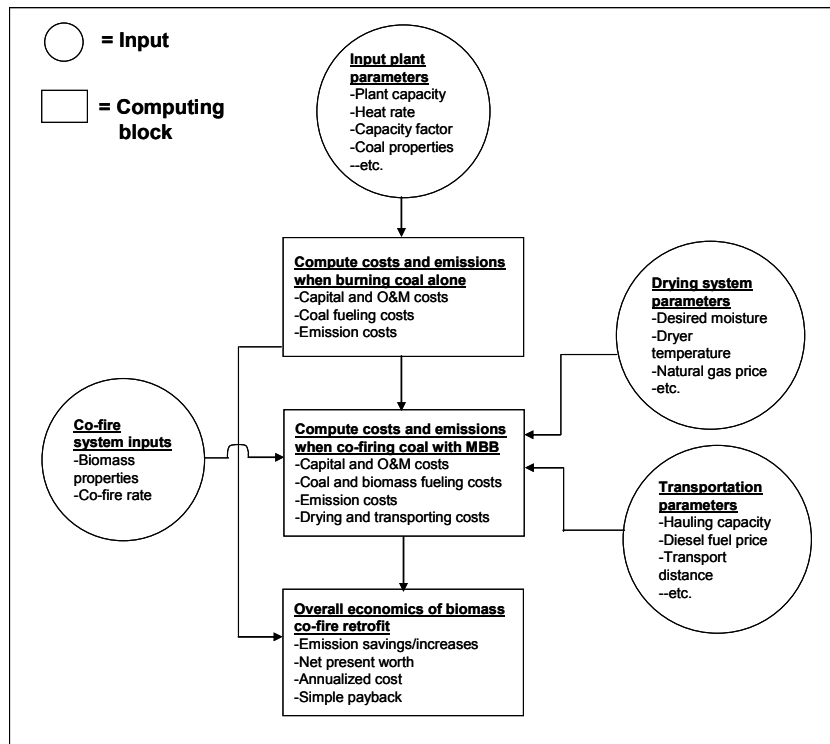 = Input
= Computing
block
Input plant
parameters
-Plant capacity
-Heat rate
-Capacity factor
-Coal properties
--etc.
Compute costs and emissions
when burning coal alone
-Capital and O&M costs
-Coal fueling costs
-Emission costs
Drying system
parameters
-Desired moisture
-Dryer
temperature
-Natural gas price
-etc.
Co-fire
system inputs
-Biomass
properties
-Co-fire rate
Compute costs and emissions
when co-firing coal with MBB
-Capital and O&M costs
-Coal and biomass fueling costs
-Emission costs
-Drying and transporting costs
Transportation
parameters
-Hauling capacity
-Diesel fuel price
-Transport
distance
--etc.
Overall economics of biomass
co-fire retrofit
-Emission savings/increases
-Net present worth
-Annualized cost
-Simple payback